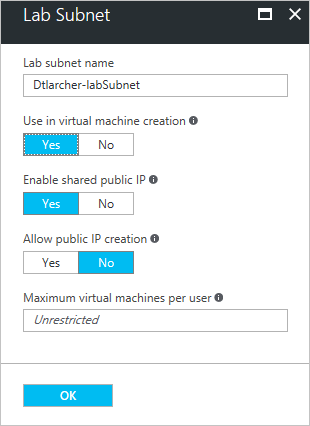 Lab Subnet
Lab subnet name
Dtlarcher-labSubnet
Use in virtual machine creation
Yes No
Enable shared public IP
Yes No
Allow public IP creation
Yes No
Maximum virtual machines per user
Unrestricted
OK